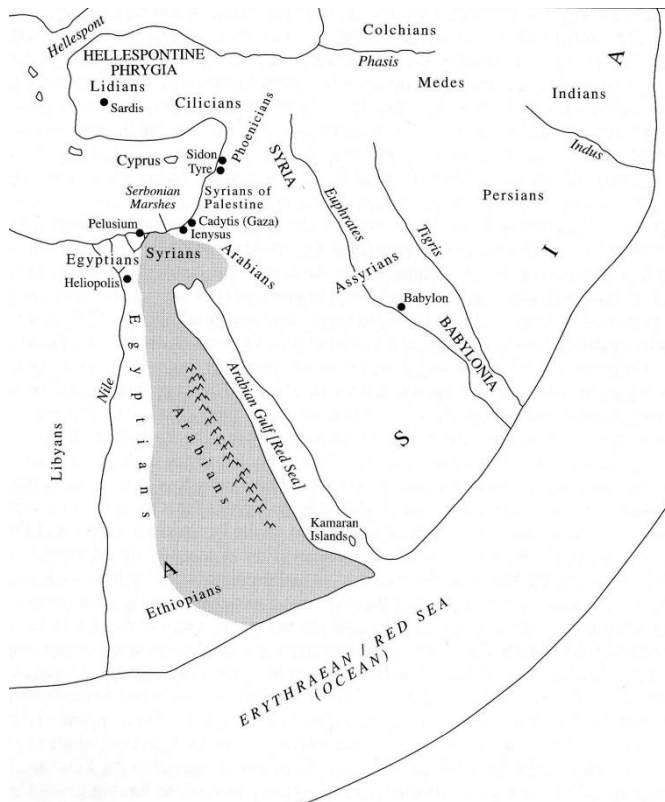 Hellespont
Colchians
Phasis
HELLESPONTINE
PHRYGIA
Medes
Indians
Lidians
Sardis
Cilicians
Indus
Phoenicians
Sidon
Tyre
Cyprus
SYRIA
Persians
Serbonian
Marshes
Syrians of
Palestine
Euphrates
Tigris
Pelusium
Cadytis (Gaza)
Ienysus
Syrians
Arabians
Egyptians
Heliopolis
Assyrians
Babylon
BABYLONIA
Egyptians
Nile
Arabians
Arabian Gulf [Red Sea]
Libyans
Kamaran
Islands
Ethiopians
A S I A
ERYTHRAEAN / RED SEA
(OCEAN)